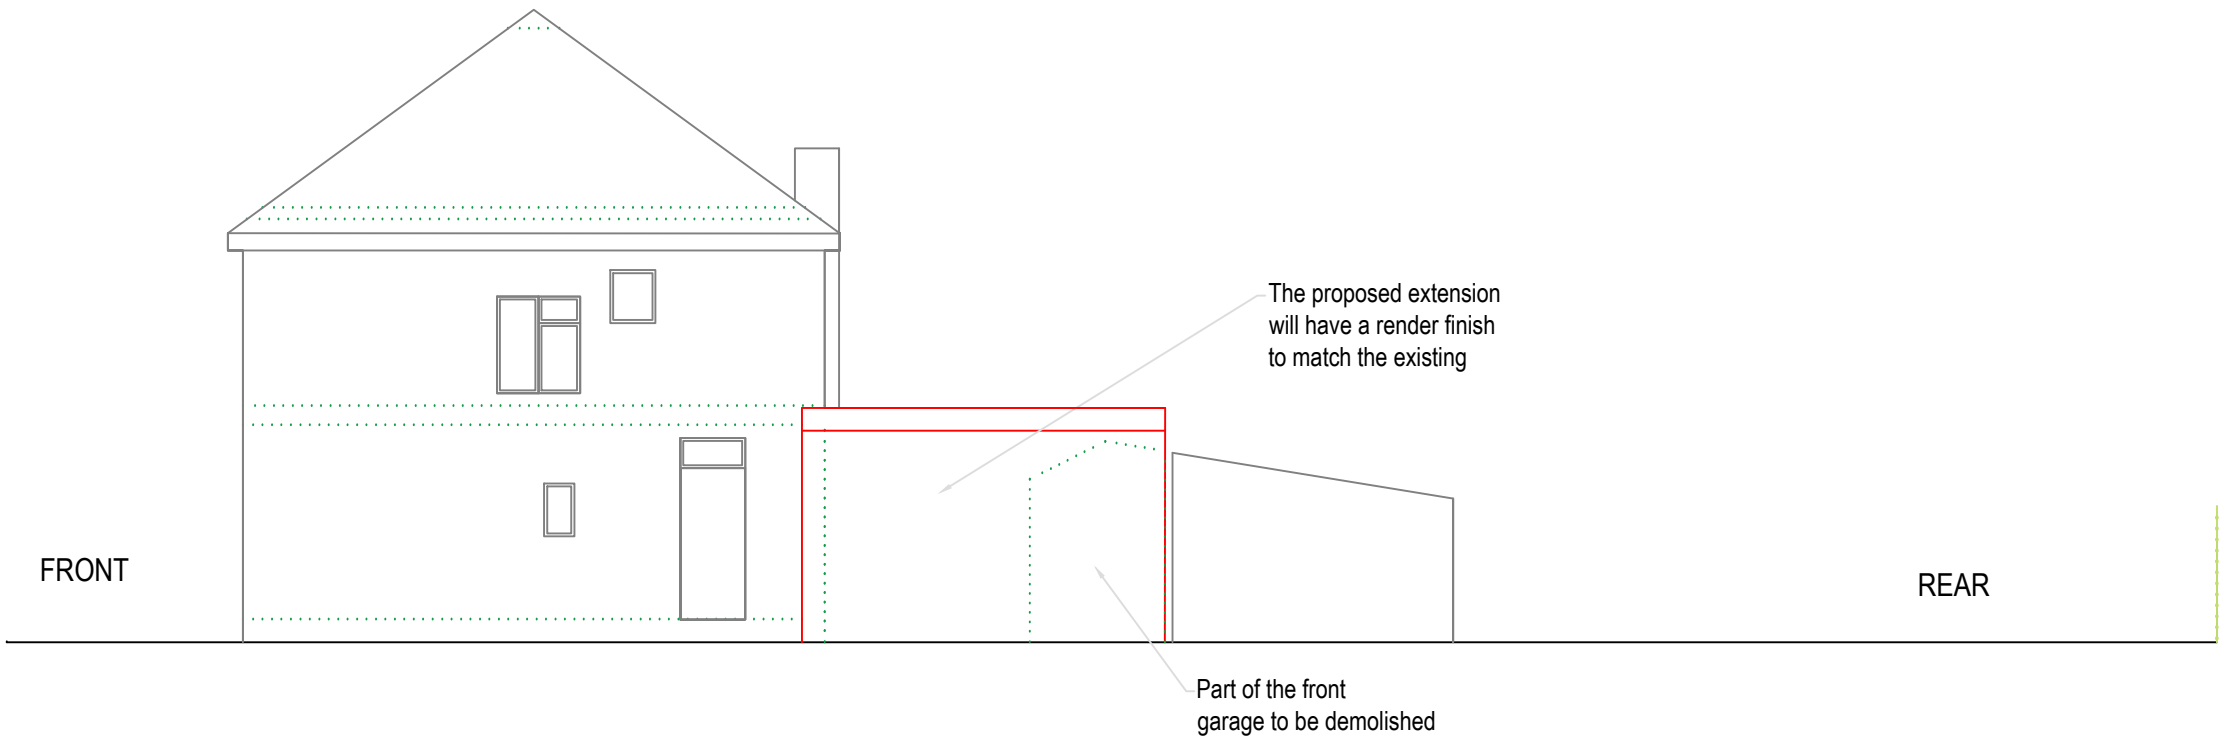 The proposed extension
will have a render finish
to match the existing
FRONT
REAR
Part of the front
garage to be demolished